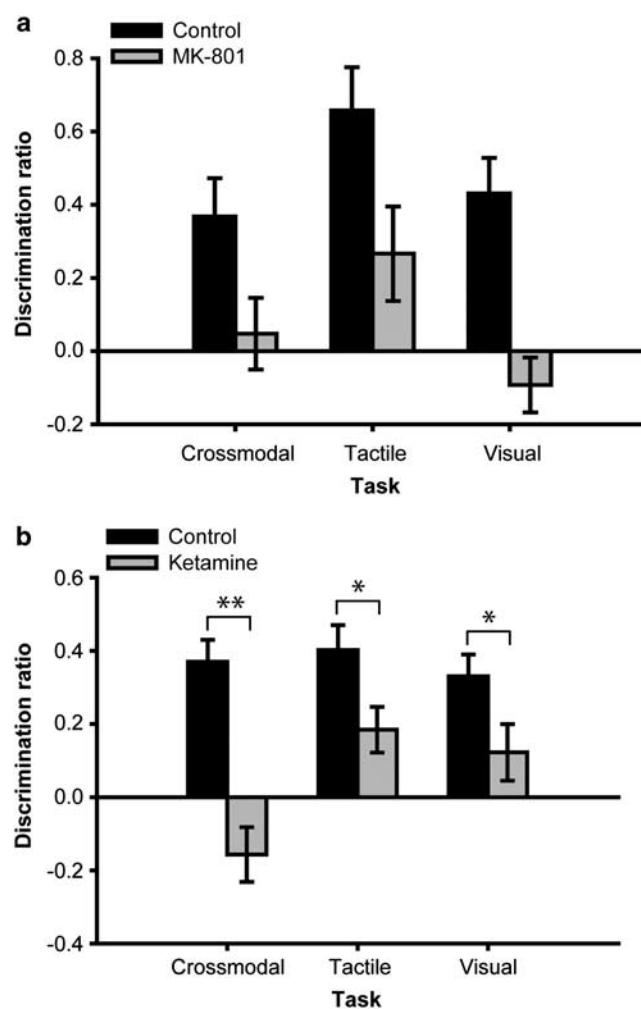 a
Control
MK-801
0.8
0.6
0.4
0.2
0.0
-0.2
Discrimination ratio
Crossmodal Tactile Visual
Task
b
Control
Ketamine
0.6
0.4
0.2
0.0
-0.2
-0.4
Discrimination ratio
** * *
Crossmodal Tactile Visual
Task